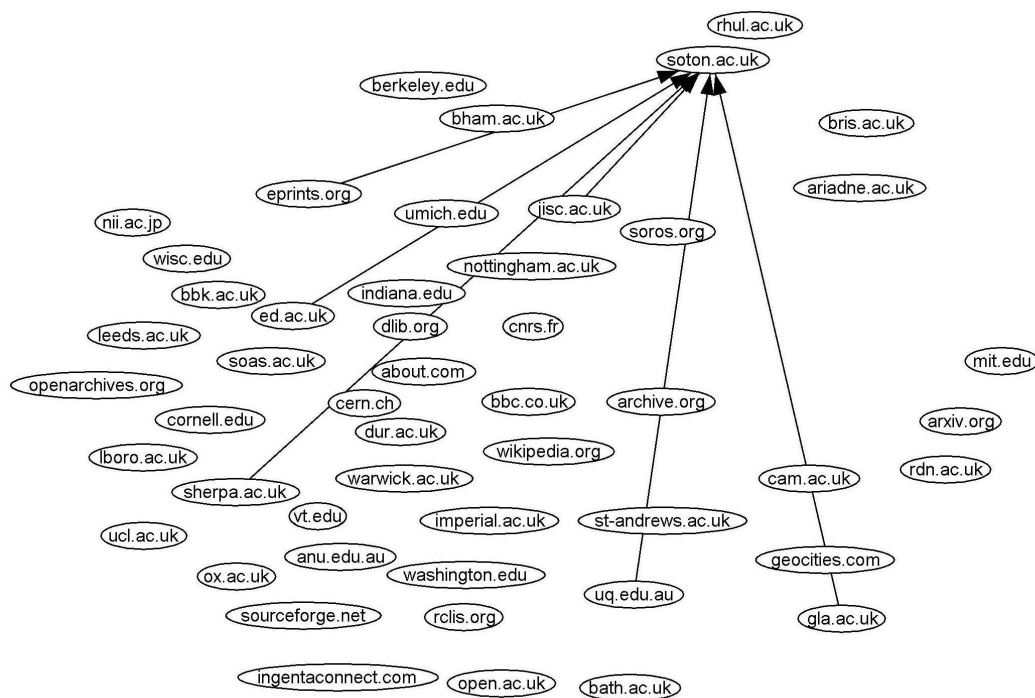 rhul.ac.uk
soton.ac.uk
berkeley.edu
bham.ac.uk
bris.ac.uk
eprints.org
umich.edu
jisc.ac.uk
ariadne.ac.uk
nii.ac.jp
soros.org
wisc.edu
nottingham.ac.uk
bbk.ac.uk
indiana.edu
ed.ac.uk
leeds.ac.uk
dlib.org
cnrs.fr
soas.ac.uk
about.com
mit.edu
openarchives.org
cern.ch
bbc.co.uk
archive.org
cornell.edu
dur.ac.uk
arxiv.org
wikipedia.org
lboro.ac.uk
rdn.ac.uk
sherpa.ac.uk
warwick.ac.uk
cam.ac.uk
vt.edu
imperial.ac.uk
st-andrews.ac.uk
ucl.ac.uk
anu.edu.au
geocities.com
ox.ac.uk
washington.edu
uq.edu.au
sourceforge.net
rclis.org
gla.ac.uk
ingentaconnect.com
open.ac.uk
bath.ac.uk